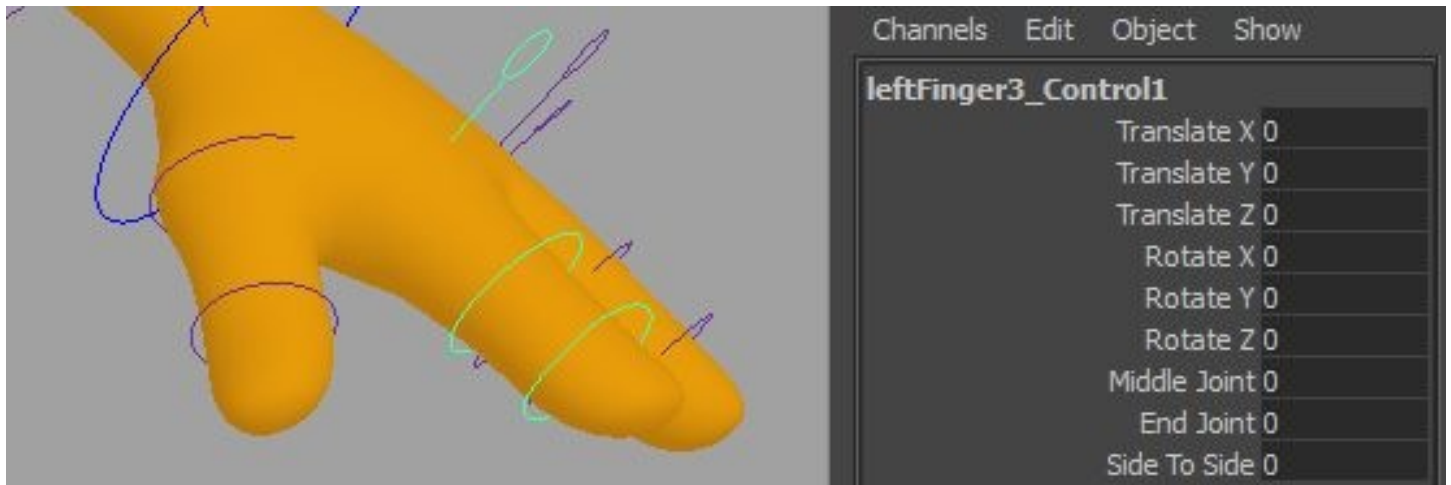 Channels Edit Object Show
leftFinger3_Control1
Translate X 0
Translate Y 0
Translate Z 0
Rotate X 0
Rotate Y 0
Rotate Z 0
Middle Joint 0
End Joint 0
Side To Side 0